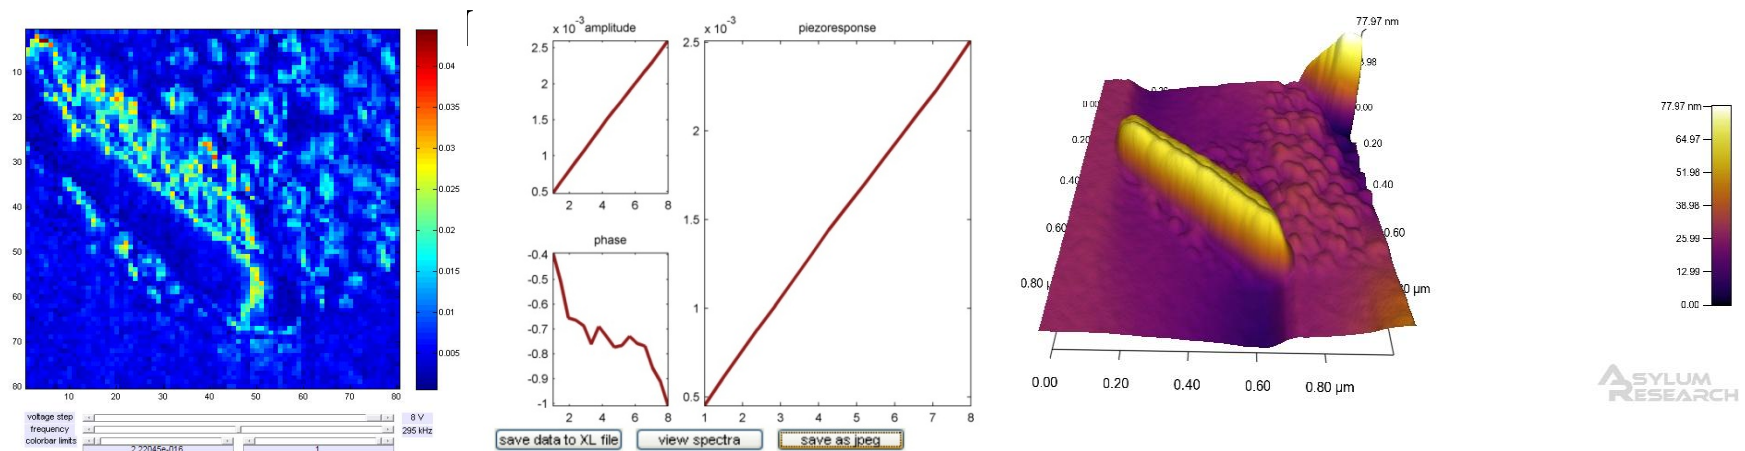 10
20
30
40
50
60
70
80
10 20 30 40 50 60 70 80
0.04
0.035
0.03
0.025
0.02
0.015
0.01
0.005
voltage step 8 V
frequency 295 kHz
colorbar limits
2.22045e-016 1
x 10⁻³ amplitude
2.5
2
1.5
1
0.5
2 4 6 8
phase
-0.4
-0.5
-0.6
-0.7
-0.8
-0.9
-1
2 4 6 8
x 10⁻³ piezoresponse
2.5
2
1.5
1
0.5
1 2 3 4 5 6 7 8
save data to XL file view spectra save as jpeg
77.97 nm
0.00
0.20
0.40
0.60
0.20
0.40
0.60
0.80
0.00 0.20 0.40 0.60 0.80 µm
77.97 nm
64.97
51.98
38.98
25.99
12.99
0.00
ASYLUM
RESEARCH